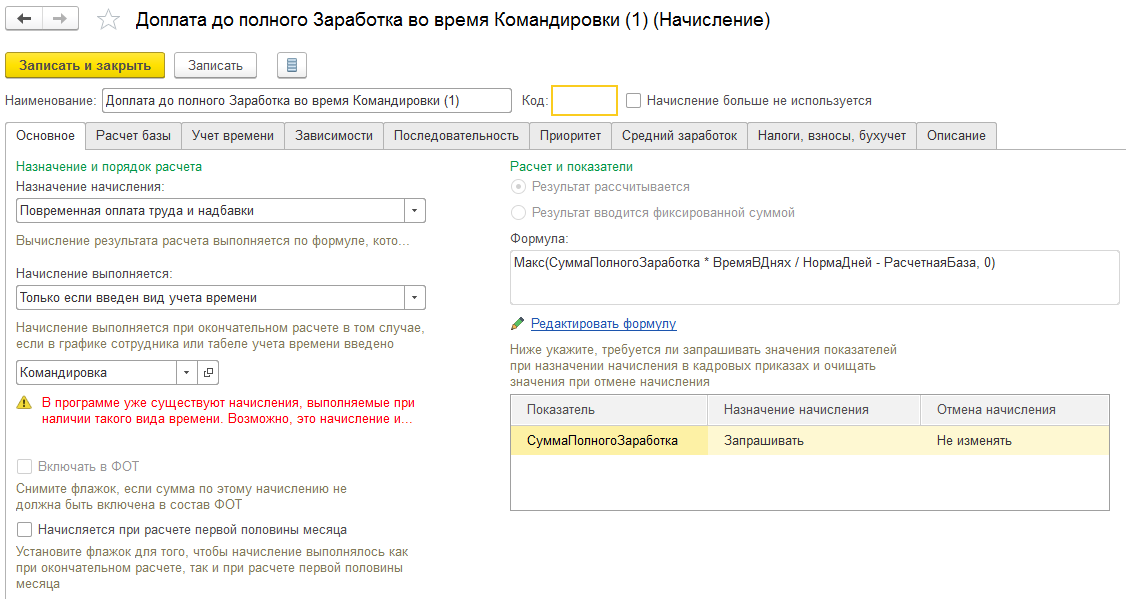 Доплата до полного Заработка во время Командировки (1) (Начисление)
Записать и закрыть
Записать
Наименование: Доплата до полного Заработка во время Командировки (1)
Код:
Начисление больше не используется
Основное
Расчет базы
Учет времени
Зависимости
Последовательность
Приоритет
Средний заработок
Налоги, взносы, бухучет
Описание
Назначение и порядок расчета
Назначение начисления:
Повременная оплата труда и надбавки
Вычисление результата расчета выполняется по формуле, кото...
Начисление выполняется:
Только если введен вид учета времени
Начисление выполняется при окончательном расчете в том случае,
если в графике сотрудника или табеле учета времени введено
Командировка
В программе уже существуют начисления, выполняемые при
наличии такого вида времени. Возможно, это начисление и...
Включать в ФОТ
Снимите флажок, если сумма по этому начислению не
должна быть включена в состав ФОТ
Начисляется при расчете первой половины месяца
Установите флажок для того, чтобы начисление выполнялось как
при окончательном расчете, так и при расчете первой половины
месяца
Расчет и показатели
Результат рассчитывается
Результат вводится фиксированной суммой
Формула:
Макс(СуммаПолногоЗаработка * ВремяВДнях / НормаДней - РасчетнаяБаза, 0)
Редактировать формулу
Ниже укажите, требуется ли запрашивать значения показателей
при назначении начисления в кадровых приказах и очищать
значения при отмене начисления
Показатель
Назначение начисления
Отмена начисления
СуммаПолногоЗаработка
Запрашивать
Не изменять